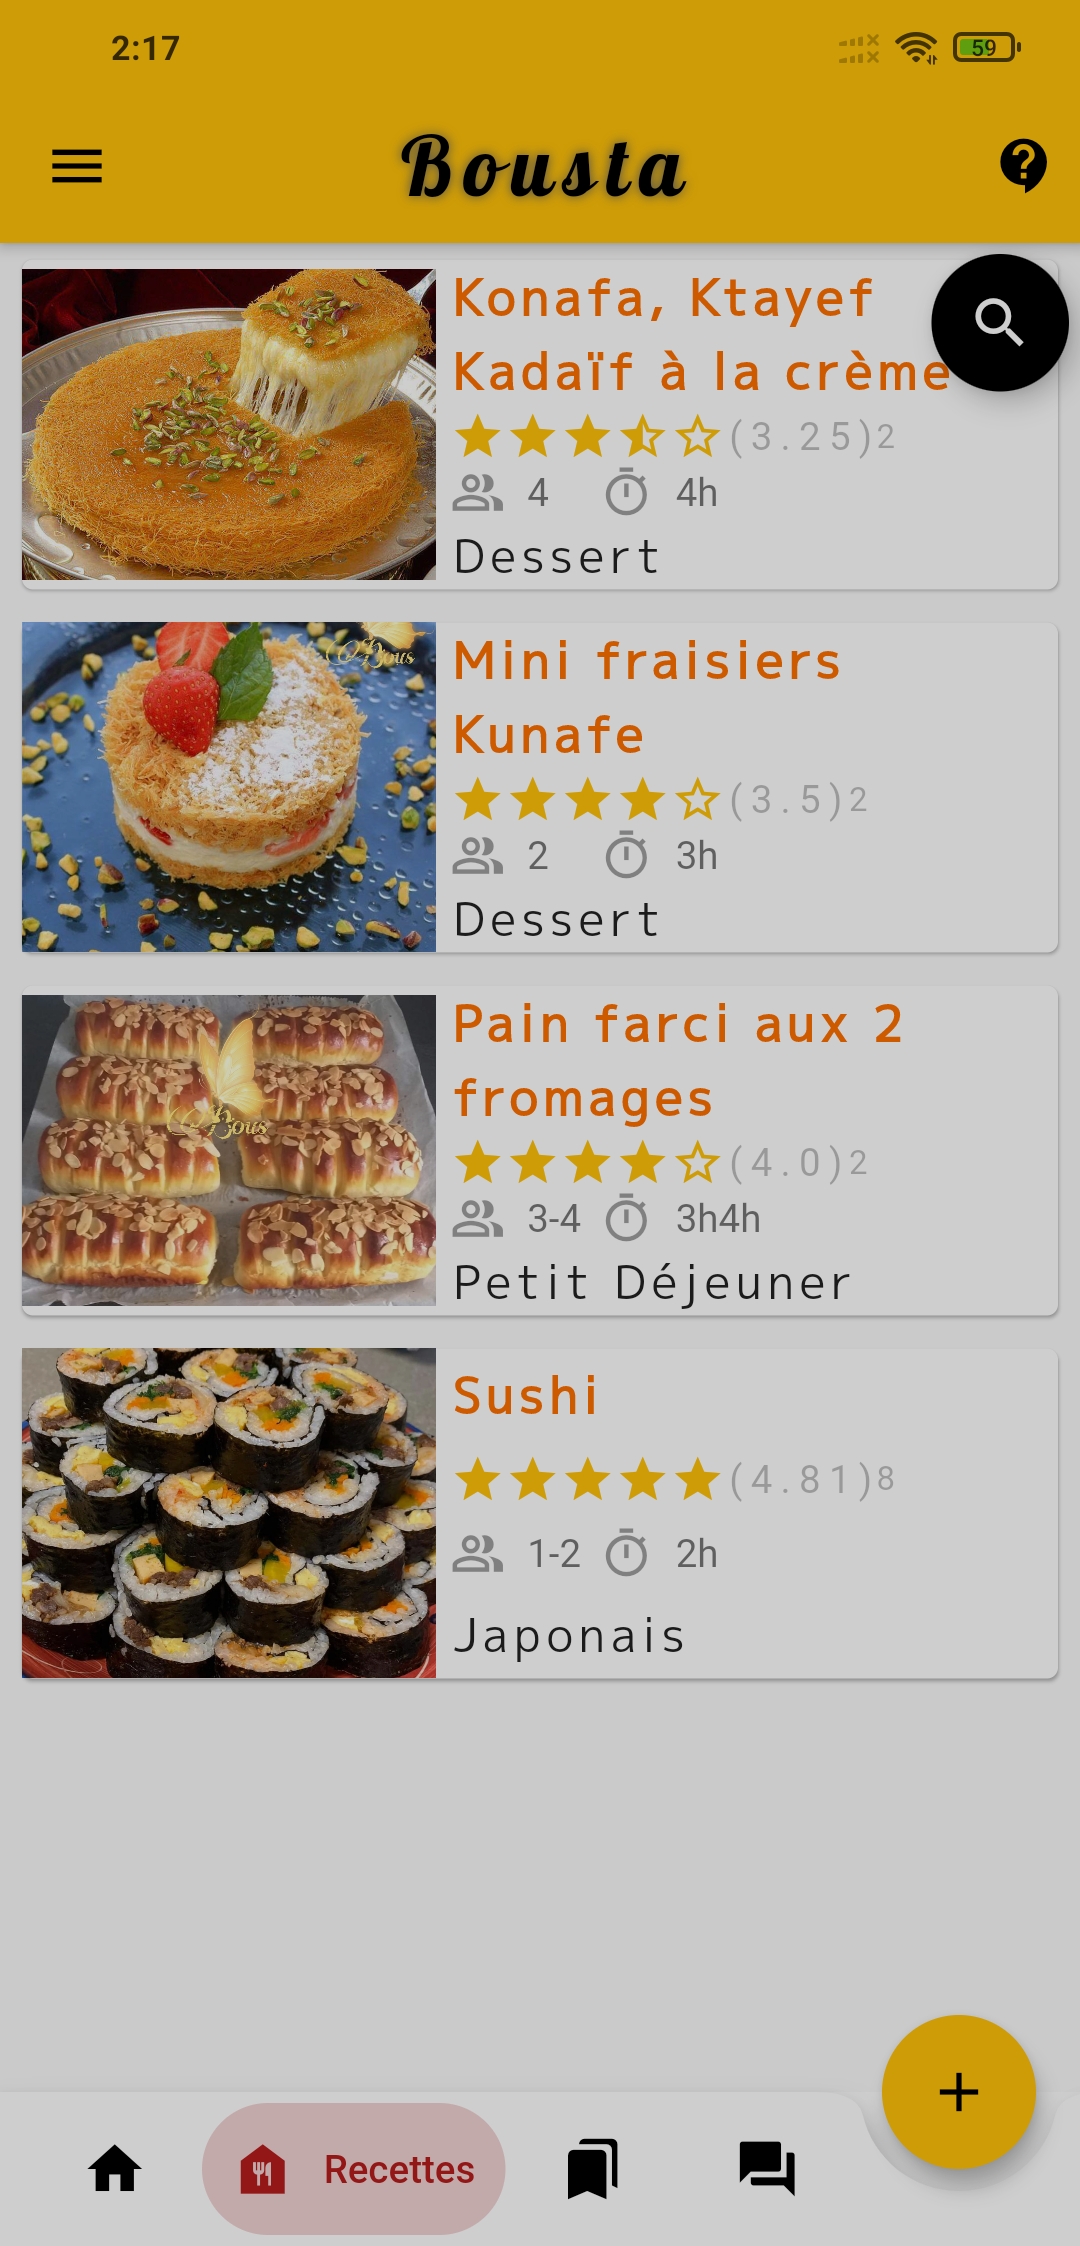 2:17
59
Bousta
Konafa, Ktayef
Kadaïf à la crème
(3.25)2
4 4h
Dessert
Bous
Mini fraisiers
Kunafe
(3.5)2
2 3h
Dessert
Pain farci aux 2
fromages
Bous
(4.0)2
3-4 3h4h
Petit Déjeuner
Sushi
(4.81)8
1-2 2h
Japonais
Recettes